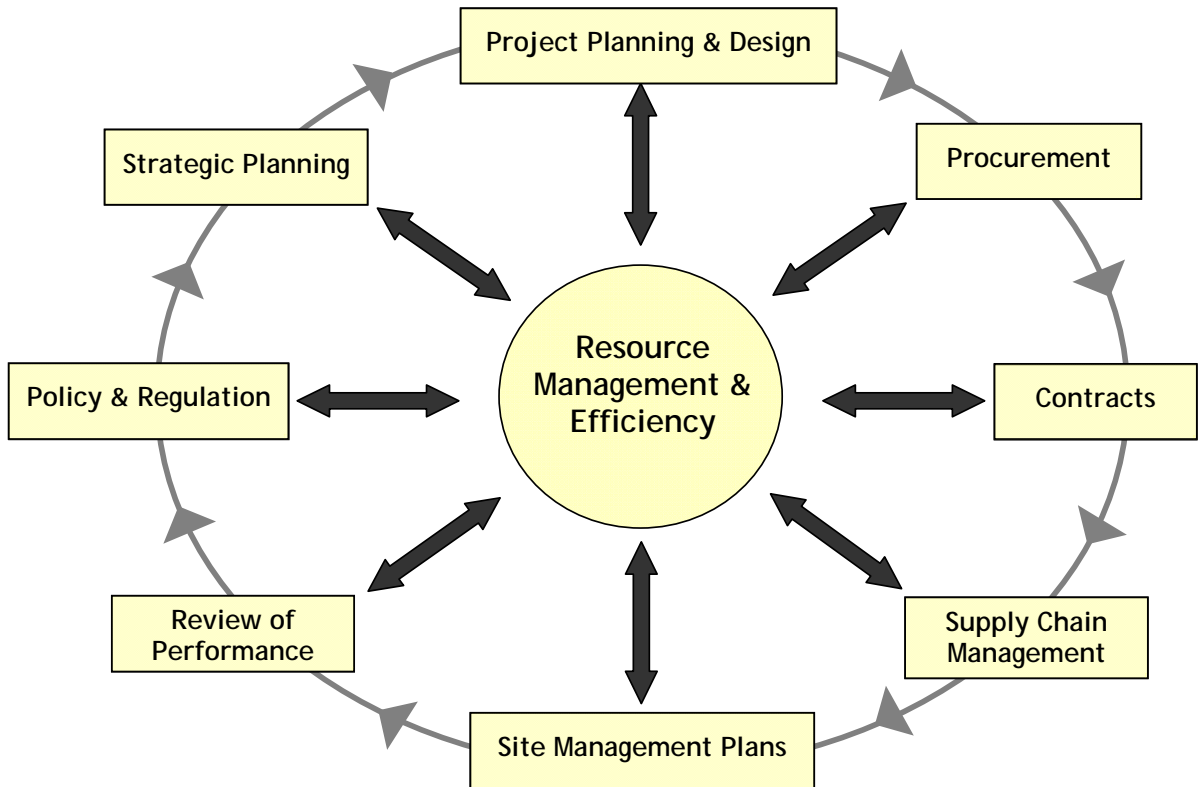 Project Planning & Design
Procurement
Strategic Planning
Resource
Management &
Efficiency
Policy & Regulation
Contracts
Review of
Performance
Supply Chain
Management
Site Management Plans